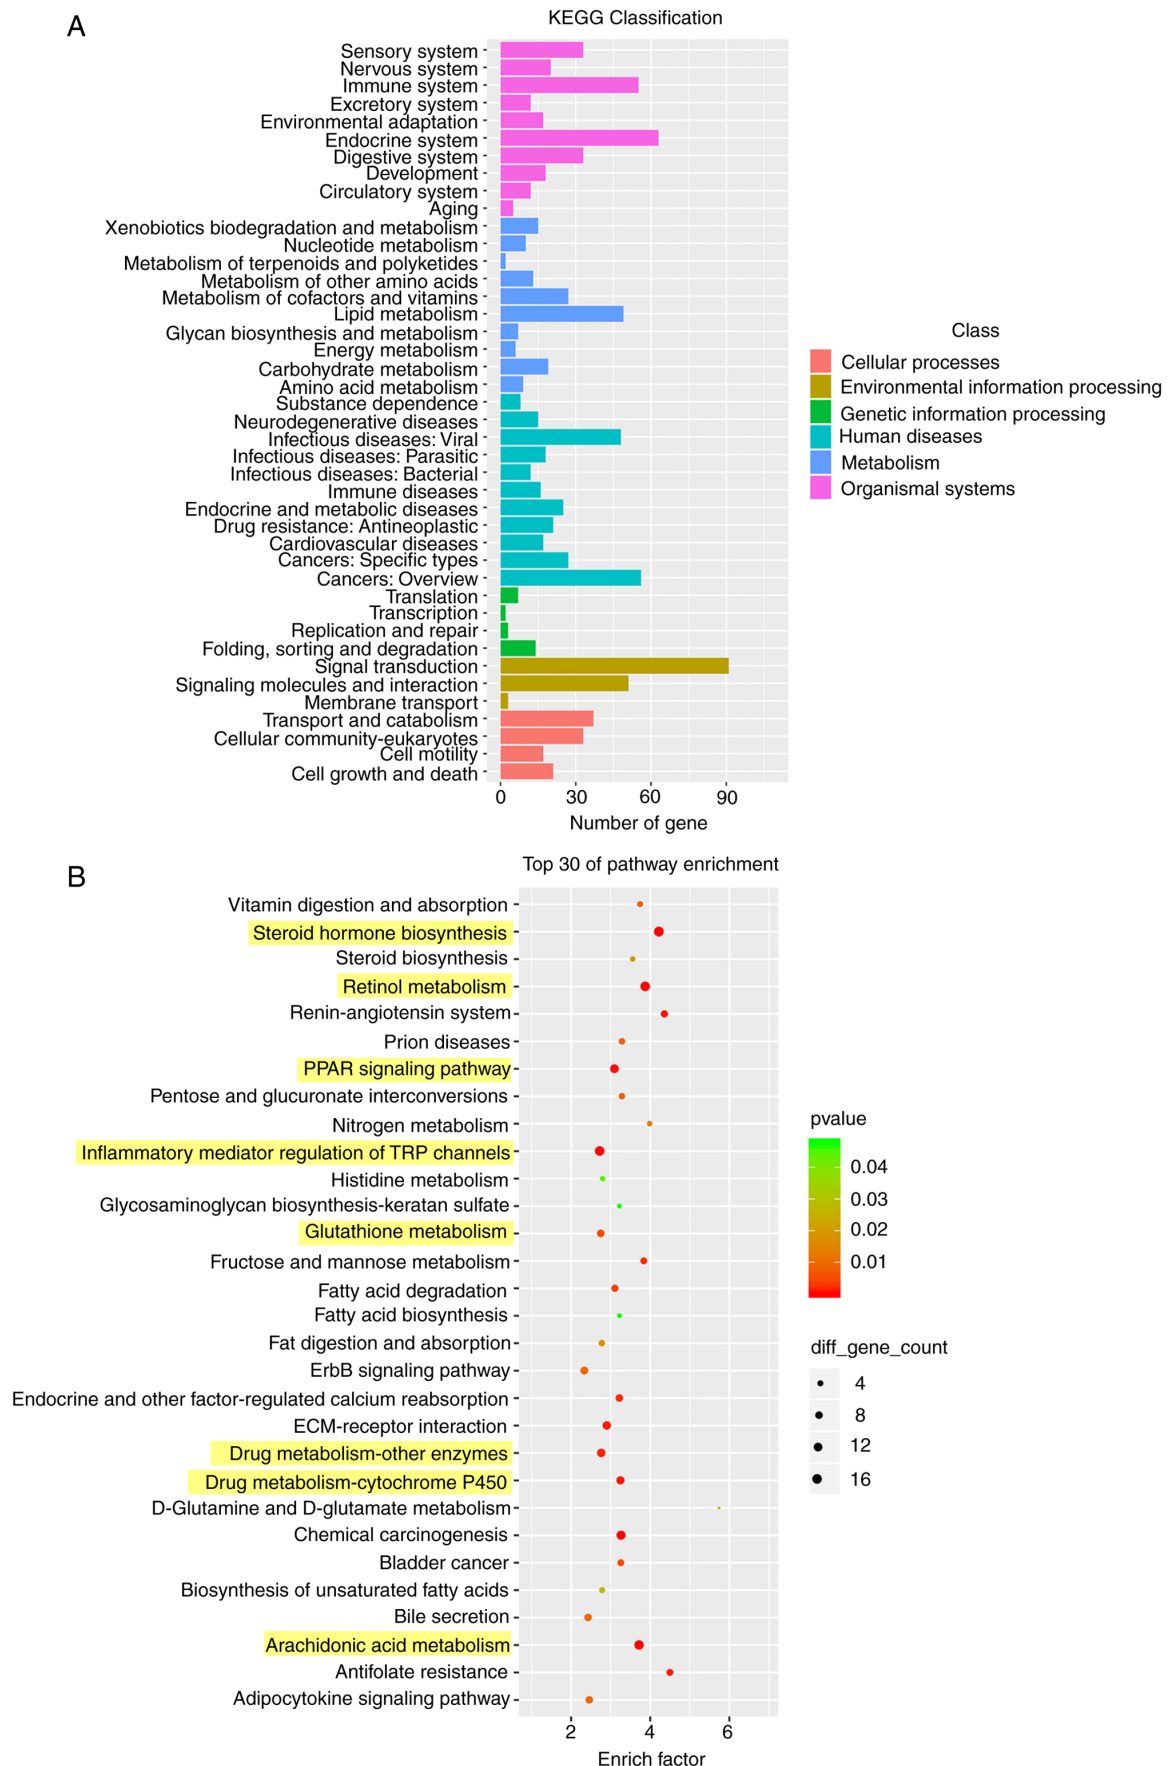 A
KEGG Classification
Sensory system
Nervous system
Immune system
Excretory system
Environmental adaptation
Endocrine system
Digestive system
Development
Circulatory system
Aging
Xenobiotics biodegradation and metabolism
Nucleotide metabolism
Metabolism of terpenoids and polyketides
Metabolism of other amino acids
Metabolism of cofactors and vitamins
Lipid metabolism
Glycan biosynthesis and metabolism
Energy metabolism
Carbohydrate metabolism
Amino acid metabolism
Substance dependence
Neurodegenerative diseases
Infectious diseases: Viral
Infectious diseases: Parasitic
Infectious diseases: Bacterial
Immune diseases
Endocrine and metabolic diseases
Drug resistance: Antineoplastic
Cardiovascular diseases
Cancers: Specific types
Cancers: Overview
Translation
Transcription
Replication and repair
Folding, sorting and degradation
Signal transduction
Signaling molecules and interaction
Membrane transport
Transport and catabolism
Cellular community-eukaryotes
Cell motility
Cell growth and death
0 30 60 90
Number of gene
Class
Cellular processes
Environmental information processing
Genetic information processing
Human diseases
Metabolism
Organismal systems
B
Top 30 of pathway enrichment
Vitamin digestion and absorption
Steroid hormone biosynthesis
Steroid biosynthesis
Retinol metabolism
Renin-angiotensin system
Prion diseases
PPAR signaling pathway
Pentose and glucuronate interconversions
Nitrogen metabolism
Inflammatory mediator regulation of TRP channels
Histidine metabolism
Glycosaminoglycan biosynthesis-keratan sulfate
Glutathione metabolism
Fructose and mannose metabolism
Fatty acid degradation
Fatty acid biosynthesis
Fat digestion and absorption
ErbB signaling pathway
Endocrine and other factor-regulated calcium reabsorption
ECM-receptor interaction
Drug metabolism-other enzymes
Drug metabolism-cytochrome P450
D-Glutamine and D-glutamate metabolism
Chemical carcinogenesis
Bladder cancer
Biosynthesis of unsaturated fatty acids
Bile secretion
Arachidonic acid metabolism
Antifolate resistance
Adipocytokine signaling pathway
2 4 6
Enrich factor
pvalue
0.04
0.03
0.02
0.01
diff_gene_count
4
8
12
16